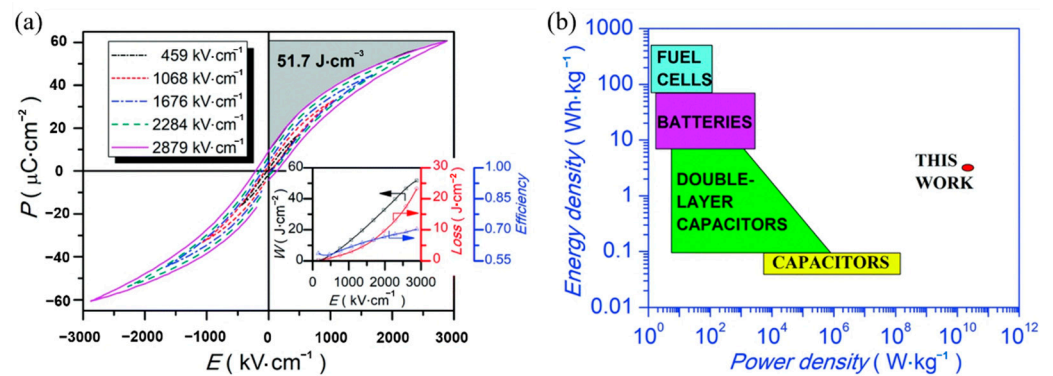 (a)
60
40
20
0
−20
−40
−60
P ( μC·cm⁻²)
459 kV·cm⁻¹
1068 kV·cm⁻¹
1676 kV·cm⁻¹
2284 kV·cm⁻¹
2879 kV·cm⁻¹
51.7 J·cm⁻³
60
40
20
0
W ( J·cm⁻²)
0 1000 2000 3000
E ( kV·cm⁻¹)
30
20
10
0
Loss ( J·cm⁻²)
1.00
0.85
0.70
0.55
Efficiency
−3000 −2000 −1000 0 1000 2000 3000
E ( kV·cm⁻¹)
(b)
1000
100
10
1
0.1
0.01
Energy density ( Wh·kg⁻¹)
FUEL
CELLS
BATTERIES
DOUBLE-
LAYER
CAPACITORS
CAPACITORS
THIS
WORK
10⁰ 10² 10⁴ 10⁶ 10⁸ 10¹⁰ 10¹²
Power density ( W·kg⁻¹)